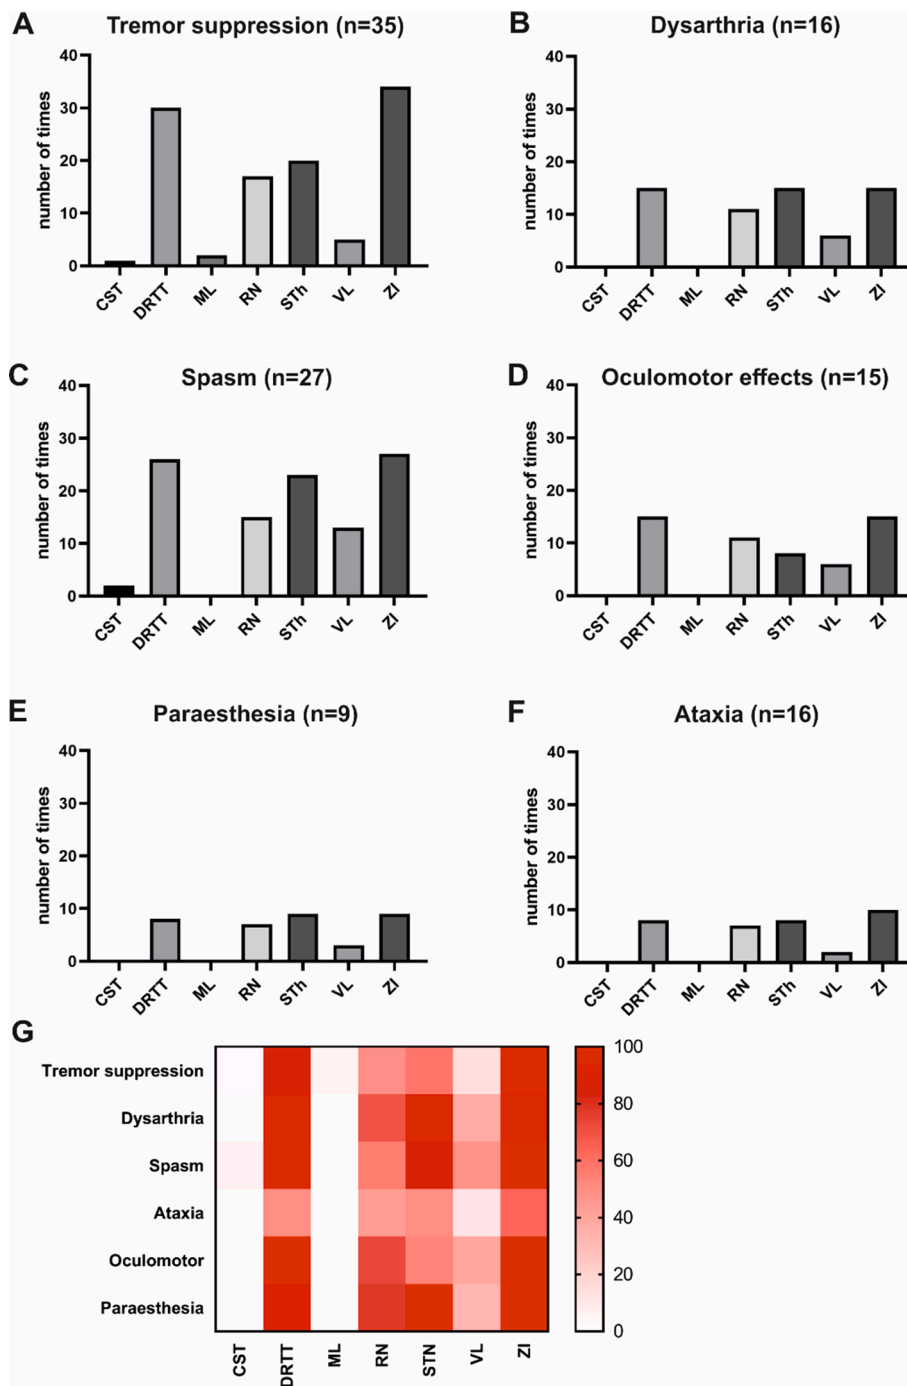 A Tremor suppression (n=35)
number of times
40
30
20
10
0
CST DRTT ML RN STh VL ZI
B Dysarthria (n=16)
number of times
40
30
20
10
0
CST DRTT ML RN STh VL ZI
C Spasm (n=27)
number of times
40
30
20
10
0
CST DRTT ML RN STh VL ZI
D Oculomotor effects (n=15)
number of times
40
30
20
10
0
CST DRTT ML RN STh VL ZI
E Paraesthesia (n=9)
number of times
40
30
20
10
0
CST DRTT ML RN STh VL ZI
F Ataxia (n=16)
number of times
40
30
20
10
0
CST DRTT ML RN STh VL ZI
G
Tremor suppression
Dysarthria
Spasm
Ataxia
Oculomotor
Paraesthesia
CST DRTT ML RN STN VL ZI
100
80
60
40
20
0